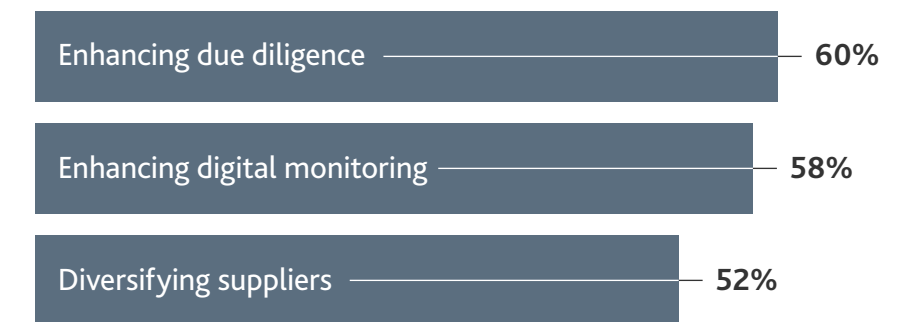 Enhancing due diligence 60%
Enhancing digital monitoring 58%
Diversifying suppliers 52%